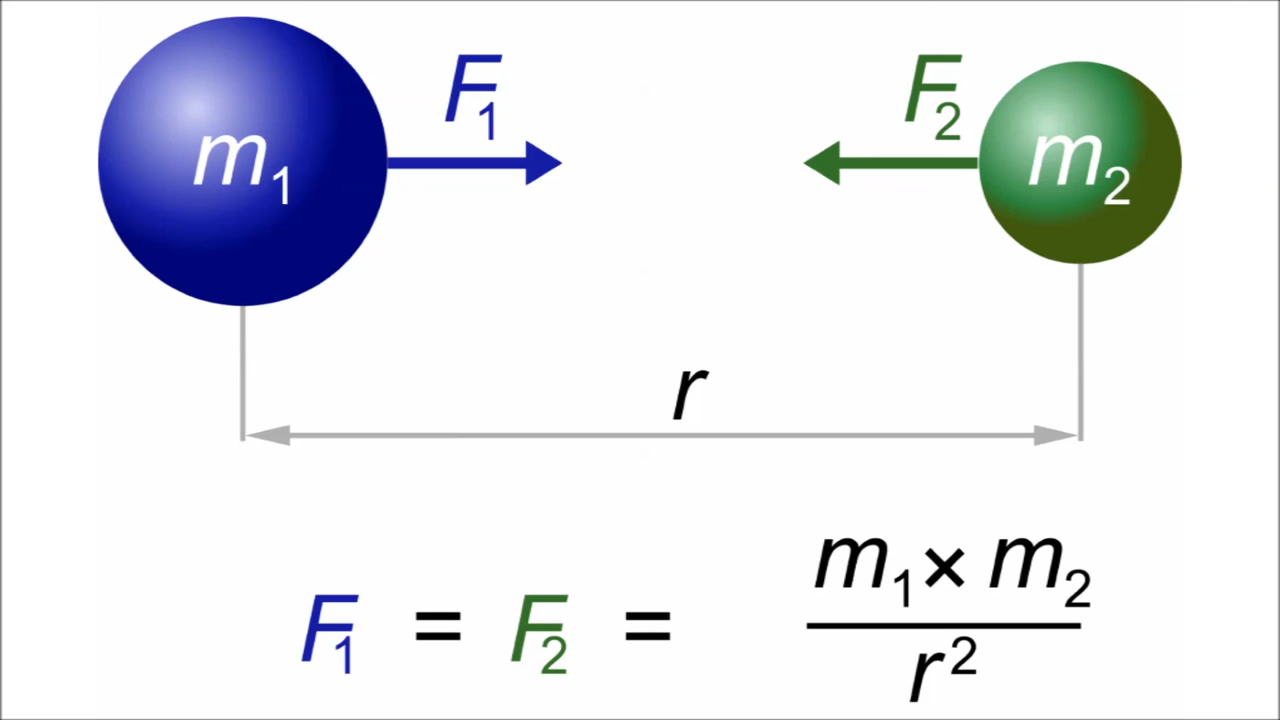 F₁ F₂
m₁ m₂
r
F₁ = F₂ = m₁ × m₂
r²